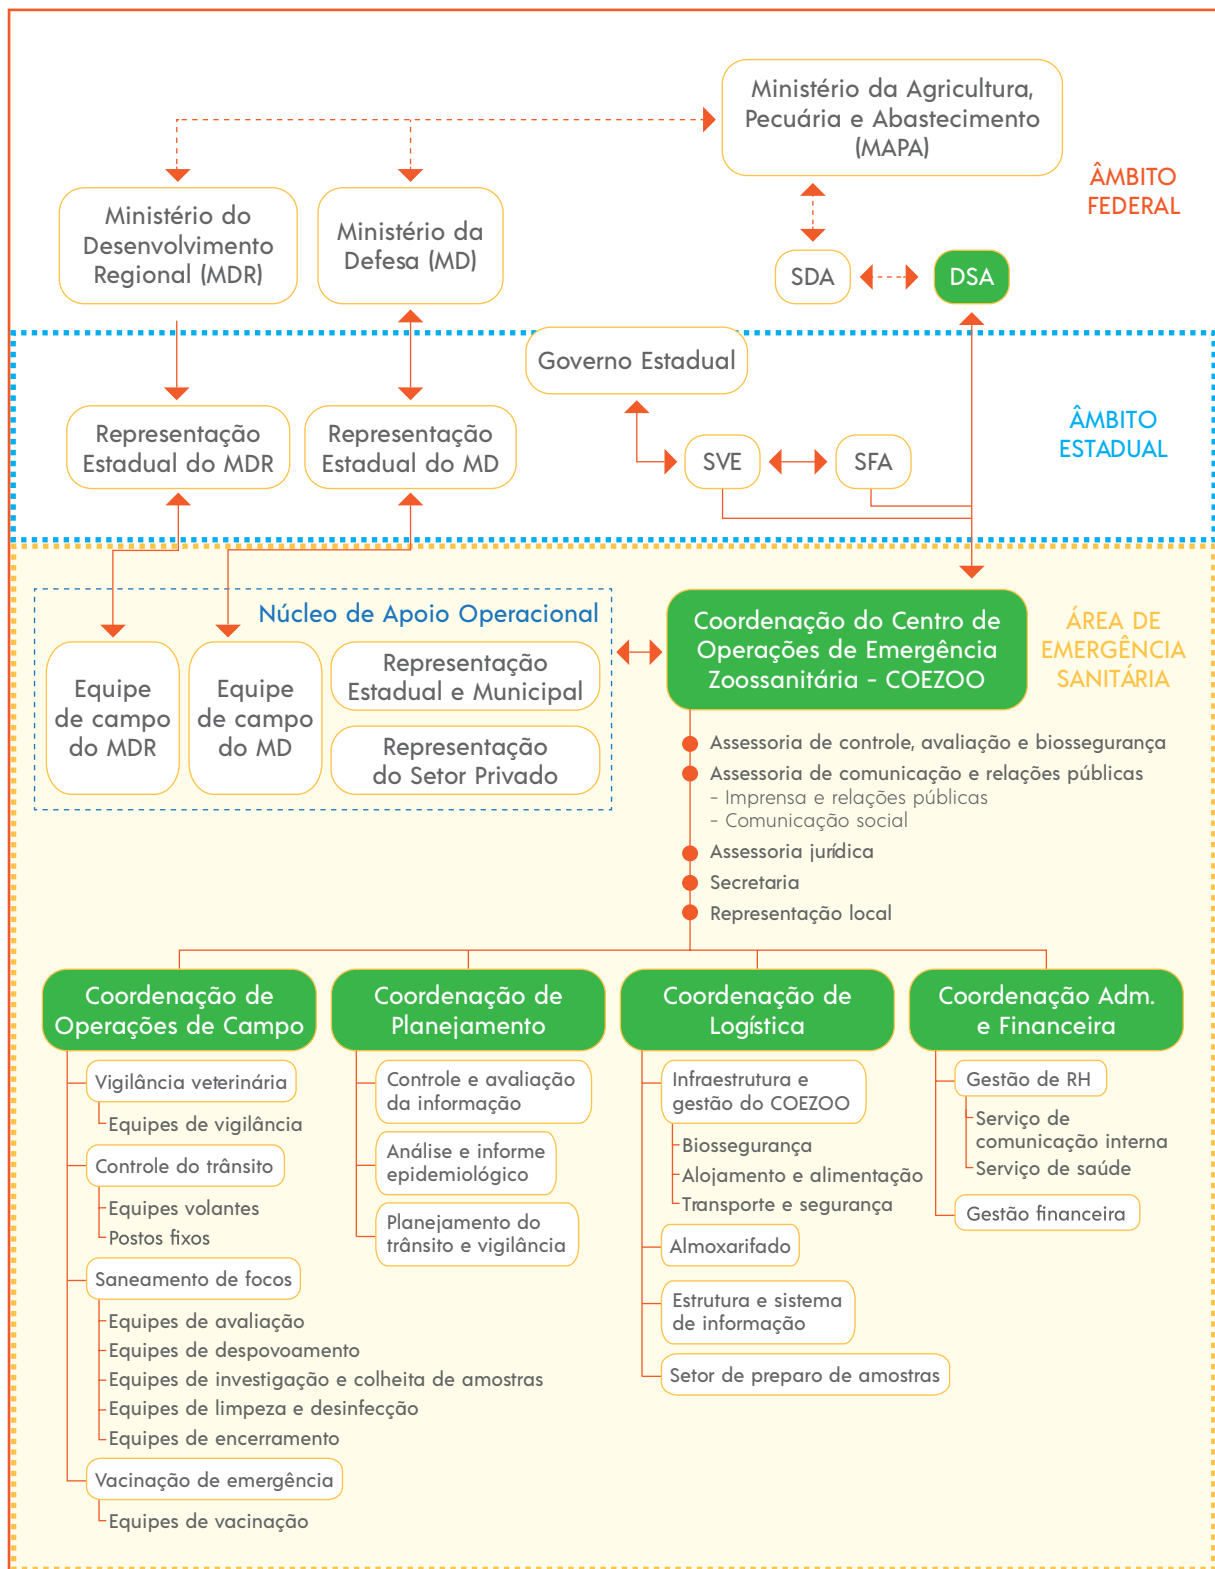 Ministério da Agricultura,
Pecuária e Abastecimento
(MAPA)
ÂMBITO
FEDERAL
Ministério do
Desenvolvimento
Regional (MDR)
Ministério da
Defesa (MD)
SDA
DSA
Governo Estadual
ÂMBITO
ESTADUAL
Representação
Estadual do MDR
Representação
Estadual do MD
SVE
SFA
Núcleo de Apoio Operacional
Equipe
de campo
do MDR
Equipe
de campo
do MD
Representação
Estadual e Municipal
Representação
do Setor Privado
Coordenação do Centro de
Operações de Emergência
Zoossanitária - COEZOO
ÁREA DE
EMERGÊNCIA
SANITÁRIA
Assessoria de controle, avaliação e biossegurança
Assessoria de comunicação e relações públicas
- Imprensa e relações públicas
- Comunicação social
Assessoria jurídica
Secretaria
Representação local
Coordenação de
Operações de Campo
Vigilância veterinária
Equipes de vigilância
Controle do trânsito
Equipes volantes
Postos fixos
Saneamento de focos
Equipes de avaliação
Equipes de despovoamento
Equipes de investigação e colheita de amostras
Equipes de limpeza e desinfecção
Equipes de encerramento
Vacinação de emergência
Equipes de vacinação
Coordenação de
Planejamento
Controle e avaliação
da informação
Análise e informe
epidemiológico
Planejamento do
trânsito e vigilância
Coordenação de
Logística
Infraestrutura e
gestão do COEZOO
Biossegurança
Alojamento e alimentação
Transporte e segurança
Almoxarifado
Estrutura e sistema
de informação
Setor de preparo de amostras
Coordenação Adm.
e Financeira
Gestão de RH
Serviço de
comunicação interna
Serviço de saúde
Gestão financeira